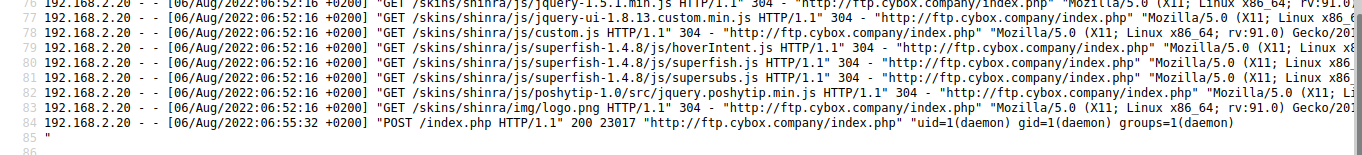 76 192.168.2.20 - - [06/Aug/2022:06:52:16 +0200] "GET /skins/shinra/js/jquery-1.5.1.min.js HTTP/1.1" 304 - "http://ftp.cybox.company/index.php" "Mozilla/5.0 (X11; Linux x86_64; rv:91.0)
77 192.168.2.20 - - [06/Aug/2022:06:52:16 +0200] "GET /skins/shinra/js/jquery-ui-1.8.13.custom.min.js HTTP/1.1" 304 - "http://ftp.cybox.company/index.php" "Mozilla/5.0 (X11; Linux x86_6
78 192.168.2.20 - - [06/Aug/2022:06:52:16 +0200] "GET /skins/shinra/js/custom.js HTTP/1.1" 304 - "http://ftp.cybox.company/index.php" "Mozilla/5.0 (X11; Linux x86_64; rv:91.0) Gecko/201
79 192.168.2.20 - - [06/Aug/2022:06:52:16 +0200] "GET /skins/shinra/js/superfish-1.4.8/js/hoverIntent.js HTTP/1.1" 304 - "http://ftp.cybox.company/index.php" "Mozilla/5.0 (X11; Linux x8
80 192.168.2.20 - - [06/Aug/2022:06:52:16 +0200] "GET /skins/shinra/js/superfish-1.4.8/js/superfish.js HTTP/1.1" 304 - "http://ftp.cybox.company/index.php" "Mozilla/5.0 (X11; Linux x86_
81 192.168.2.20 - - [06/Aug/2022:06:52:16 +0200] "GET /skins/shinra/js/superfish-1.4.8/js/supersubs.js HTTP/1.1" 304 - "http://ftp.cybox.company/index.php" "Mozilla/5.0 (X11; Linux x86_
82 192.168.2.20 - - [06/Aug/2022:06:52:16 +0200] "GET /skins/shinra/js/poshytip-1.0/src/jquery.poshytip.min.js HTTP/1.1" 304 - "http://ftp.cybox.company/index.php" "Mozilla/5.0 (X11; Li
83 192.168.2.20 - - [06/Aug/2022:06:52:16 +0200] "GET /skins/shinra/img/logo.png HTTP/1.1" 304 - "http://ftp.cybox.company/index.php" "Mozilla/5.0 (X11; Linux x86_64; rv:91.0) Gecko/201
84 192.168.2.20 - - [06/Aug/2022:06:55:32 +0200] "POST /index.php HTTP/1.1" 200 23017 "http://ftp.cybox.company/index.php" "uid=1(daemon) gid=1(daemon) groups=1(daemon)
85 "
86